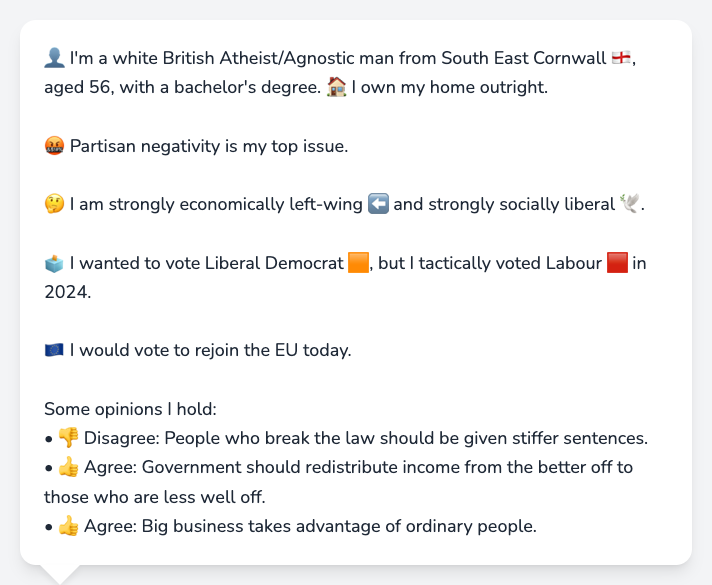 👤 I'm a white British Atheist/Agnostic man from South East Cornwall 🏴󠁧󠁢󠁥󠁮󠁧󠁿,
aged 56, with a bachelor's degree. 🏠 I own my home outright.
🤬 Partisan negativity is my top issue.
🤔 I am strongly economically left-wing ⬅️ and strongly socially liberal 🕊️.
🗳️ I wanted to vote Liberal Democrat 🟧, but I tactically voted Labour 🟥 in
2024.
🇪🇺 I would vote to rejoin the EU today.
Some opinions I hold:
• 👎 Disagree: People who break the law should be given stiffer sentences.
• 👍 Agree: Government should redistribute income from the better off to
those who are less well off.
• 👍 Agree: Big business takes advantage of ordinary people.